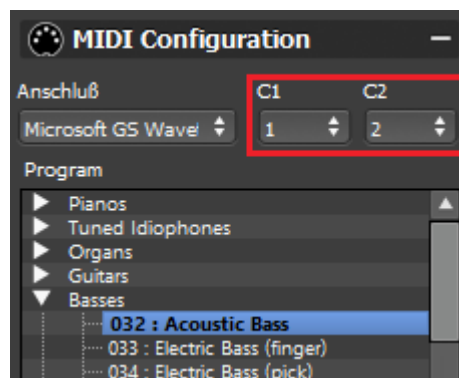 MIDI Configuration
Anschluß C1 C2
Microsoft GS Wave 1 2
Program
Pianos
Tuned Idiophones
Organs
Guitars
Basses
032 : Acoustic Bass
033 : Electric Bass (finger)
034 : Electric Bass (pick)